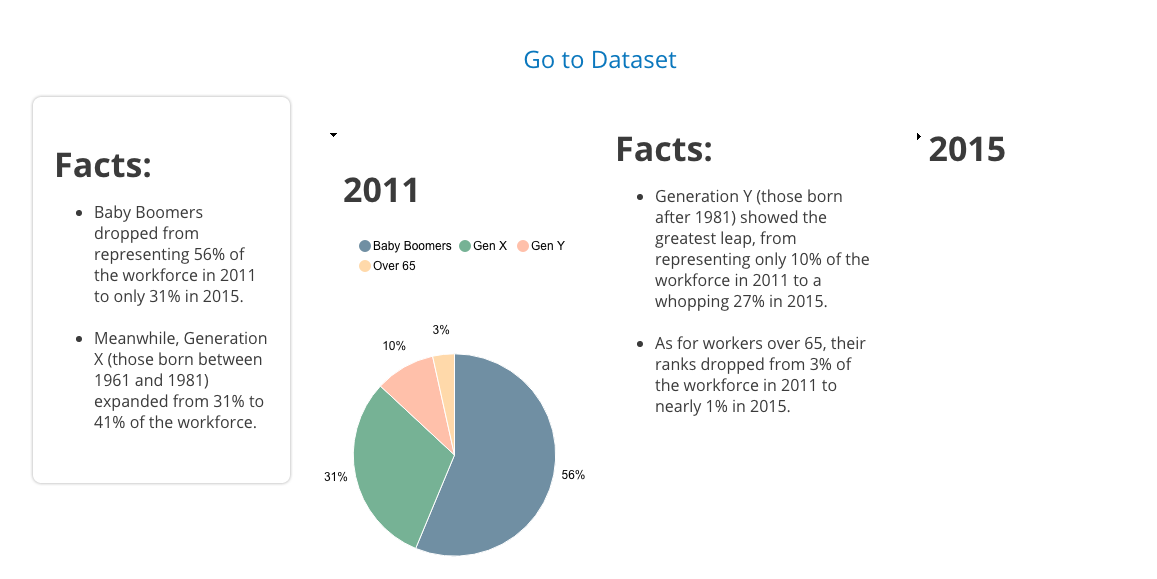 Go to Dataset
Facts:
• Baby Boomers
dropped from
representing 56% of
the workforce in 2011
to only 31% in 2015.
• Meanwhile, Generation
X (those born between
1961 and 1981)
expanded from 31% to
41% of the workforce.
2011
Baby Boomers Gen X Gen Y
Over 65
3%
10%
31%
56%
Facts:
• Generation Y (those born
after 1981) showed the
greatest leap, from
representing only 10% of the
workforce in 2011 to a
whopping 27% in 2015.
• As for workers over 65, their
ranks dropped from 3% of
the workforce in 2011 to
nearly 1% in 2015.
2015